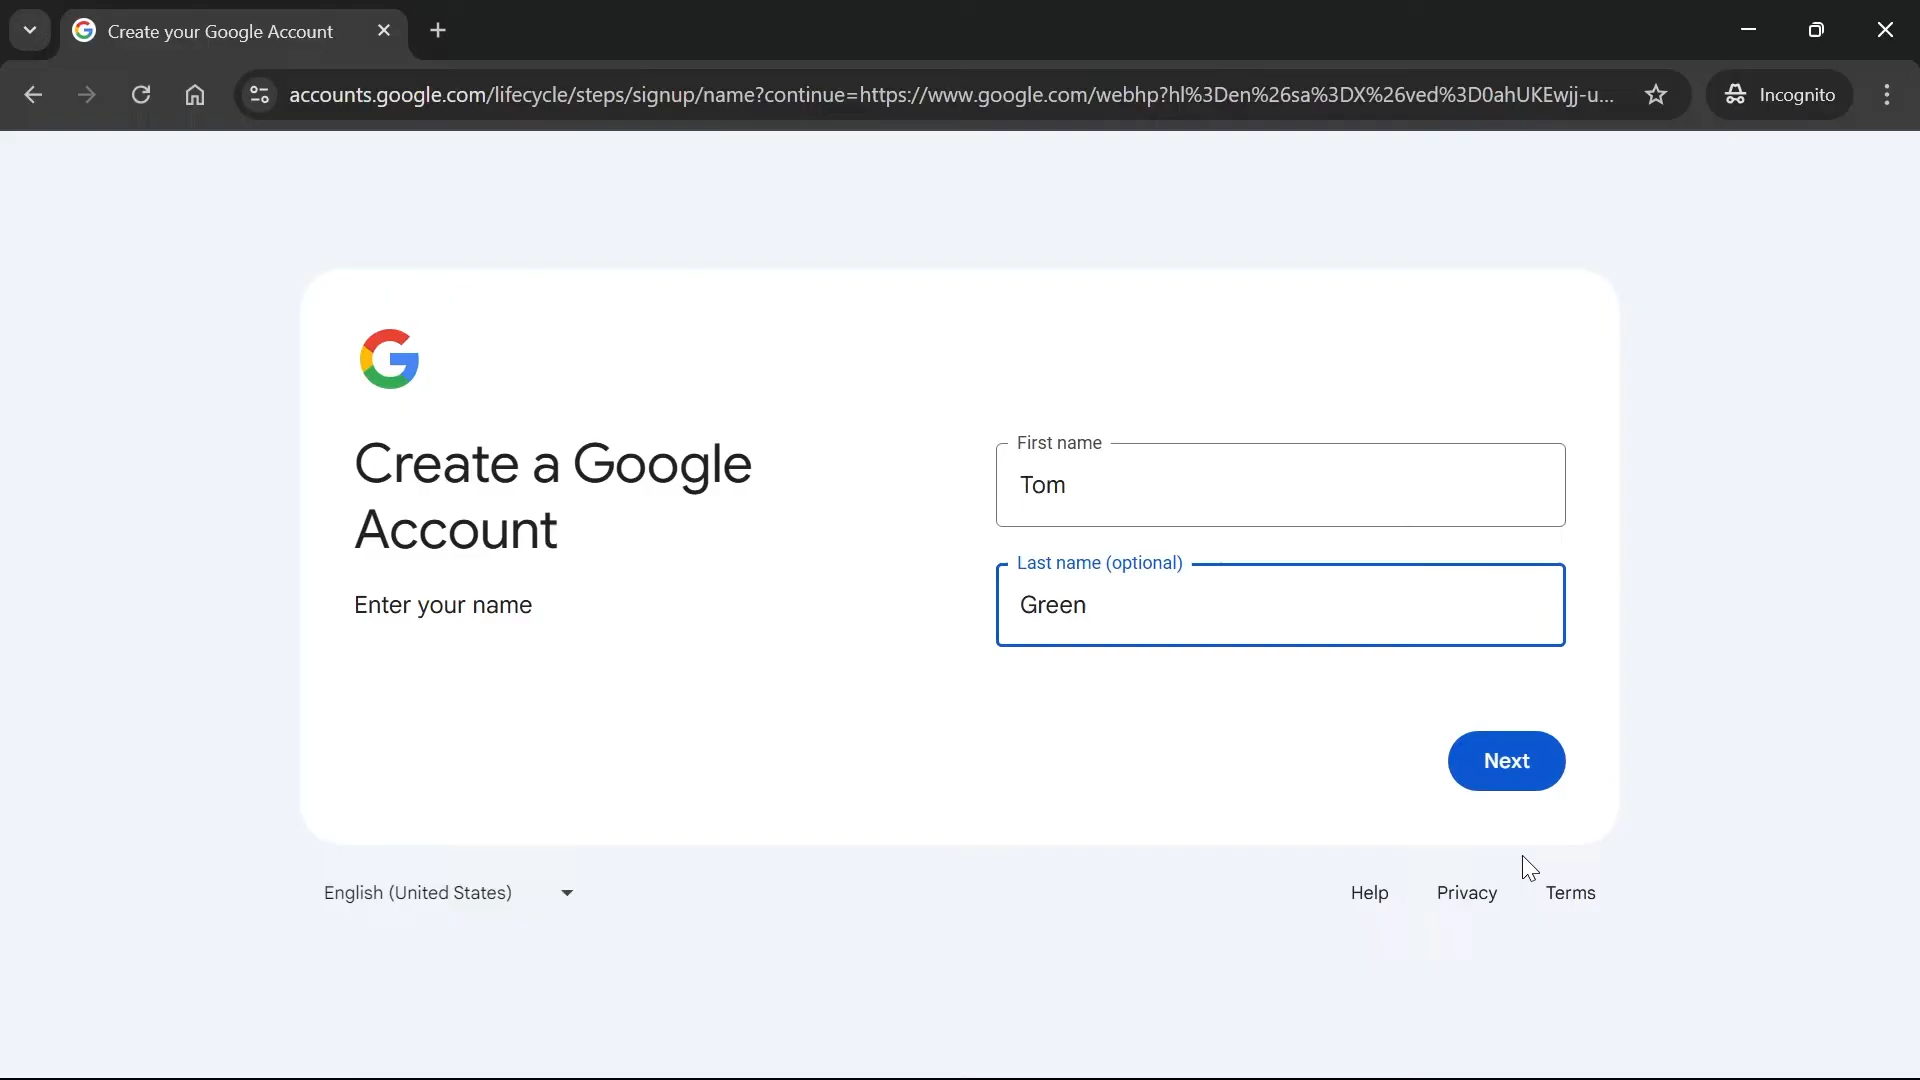 Create your Google Account
accounts.google.com/lifecycle/steps/signup/name?continue=https://www.google.com/webhp?hl%3Den%26sa%3DX%26ved%3D0ahUKEwjj-u...
Incognito
Create a Google
Account
Enter your name
First name
Tom
Last name (optional)
Green
Next
English (United States)
Help
Privacy
Terms